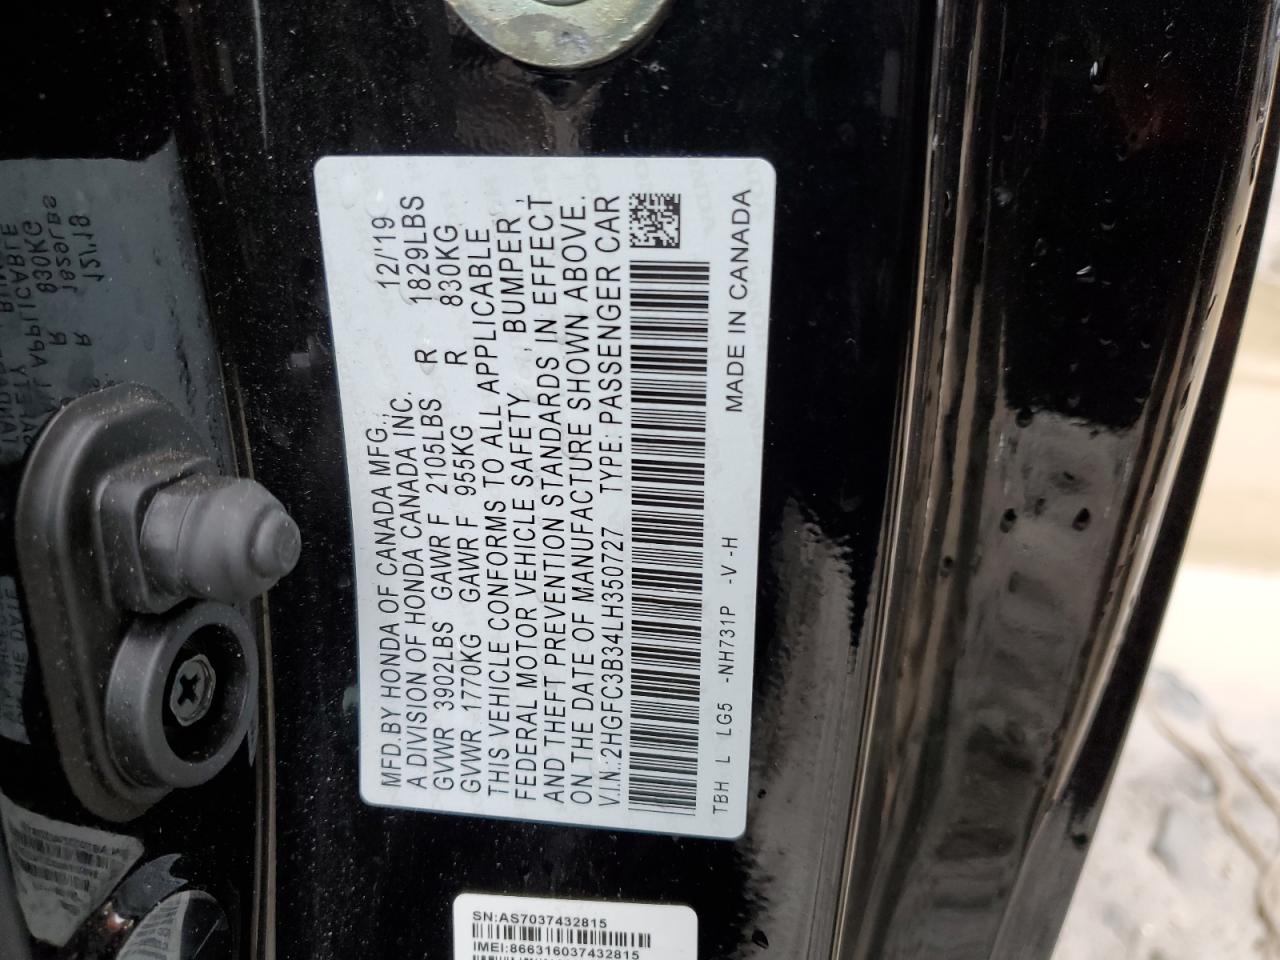 MFD.BY HONDA OF CANADA MFG.,
A DIVISION OF HONDA CANADA INC. 12/'19
GVWR 3902LBS GAWR F 2105LBS R 1829LBS
GVWR 1770KG GAWR F 955KG R 830KG
THIS VEHICLE CONFORMS TO ALL APPLICABLE
FEDERAL MOTOR VEHICLE SAFETY, BUMPER,
AND THEFT PREVENTION STANDARDS IN EFFECT
ON THE DATE OF MANUFACTURE SHOWN ABOVE.
V.I.N.:2HGFC3B34LH350727 TYPE: PASSENGER CAR
TBH L LG5 -NH731P -V -H
MADE IN CANADA
SN:AS7037432815
IMEI:866316037432815